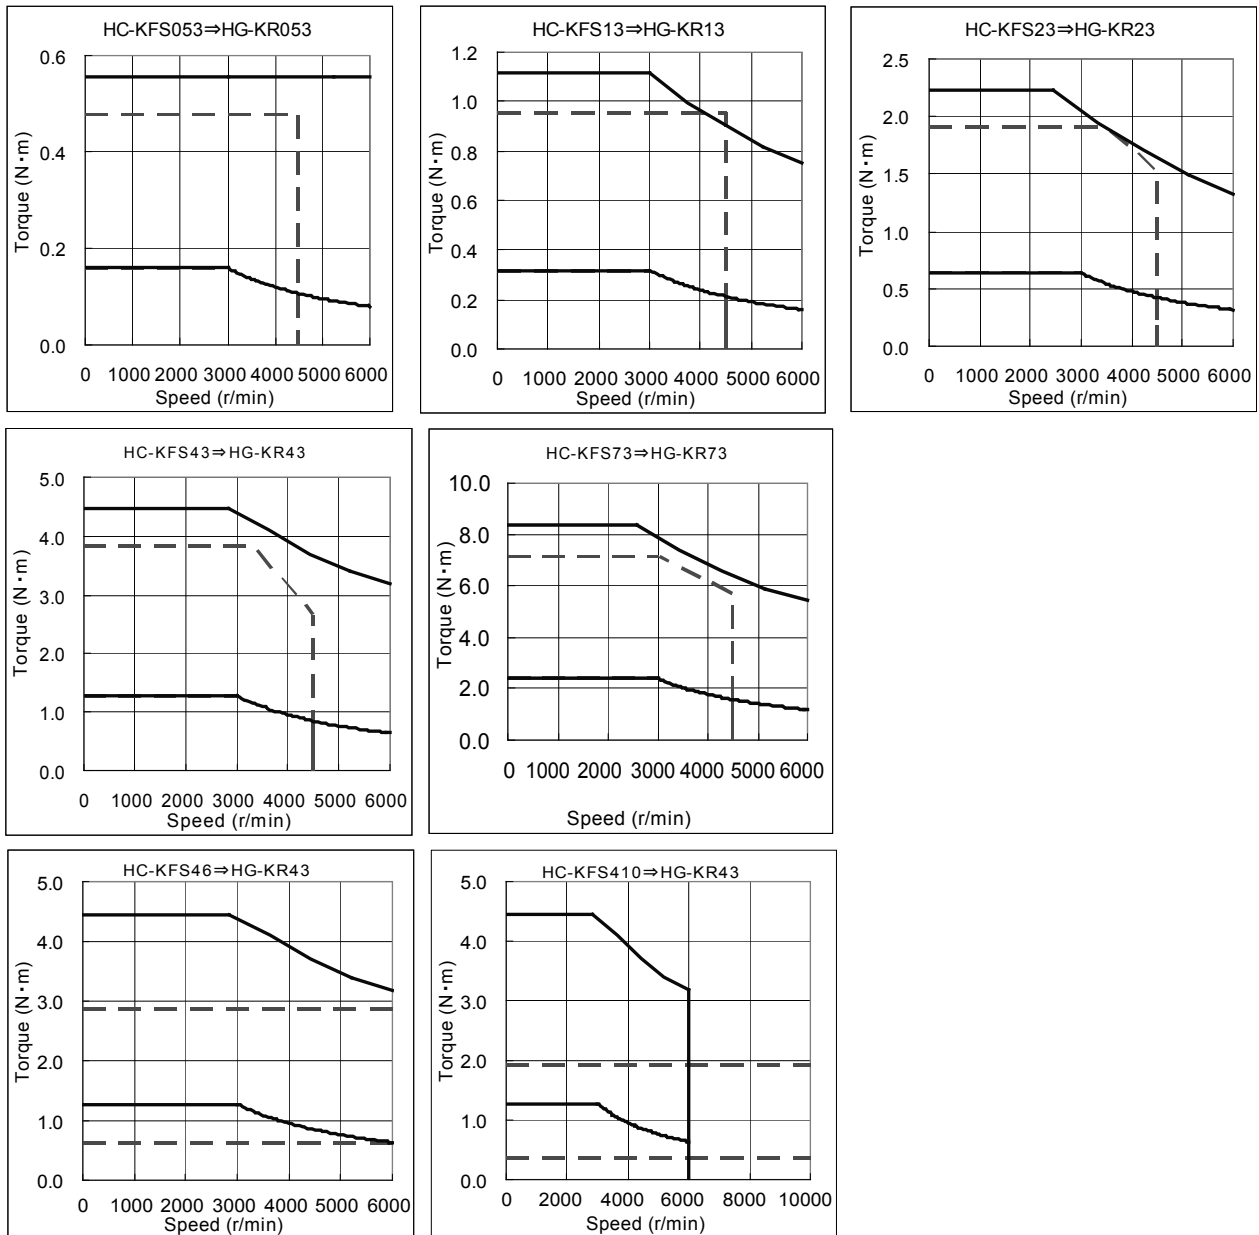 HC-KFS053⇒HG-KR053
0.6
0.4
0.2
0.0
Torque (N・m)
0 1000 2000 3000 4000 5000 6000
Speed (r/min)
HC-KFS13⇒HG-KR13
1.2
1.0
0.8
0.6
0.4
0.2
0.0
Torque (N・m)
0 1000 2000 3000 4000 5000 6000
Speed (r/min)
HC-KFS23⇒HG-KR23
2.5
2.0
1.5
1.0
0.5
0.0
Torque (N・m)
0 1000 2000 3000 4000 5000 6000
Speed (r/min)
HC-KFS43⇒HG-KR43
5.0
4.0
3.0
2.0
1.0
0.0
Torque (N・m)
0 1000 2000 3000 4000 5000 6000
Speed (r/min)
HC-KFS73⇒HG-KR73
10.0
8.0
6.0
4.0
2.0
0.0
Torque (N・m)
0 1000 2000 3000 4000 5000 6000
Speed (r/min)
HC-KFS46⇒HG-KR43
5.0
4.0
3.0
2.0
1.0
0.0
Torque (N・m)
0 1000 2000 3000 4000 5000 6000
Speed (r/min)
HC-KFS410⇒HG-KR43
5.0
4.0
3.0
2.0
1.0
0.0
Torque (N・m)
0 2000 4000 6000 8000 10000
Speed (r/min)